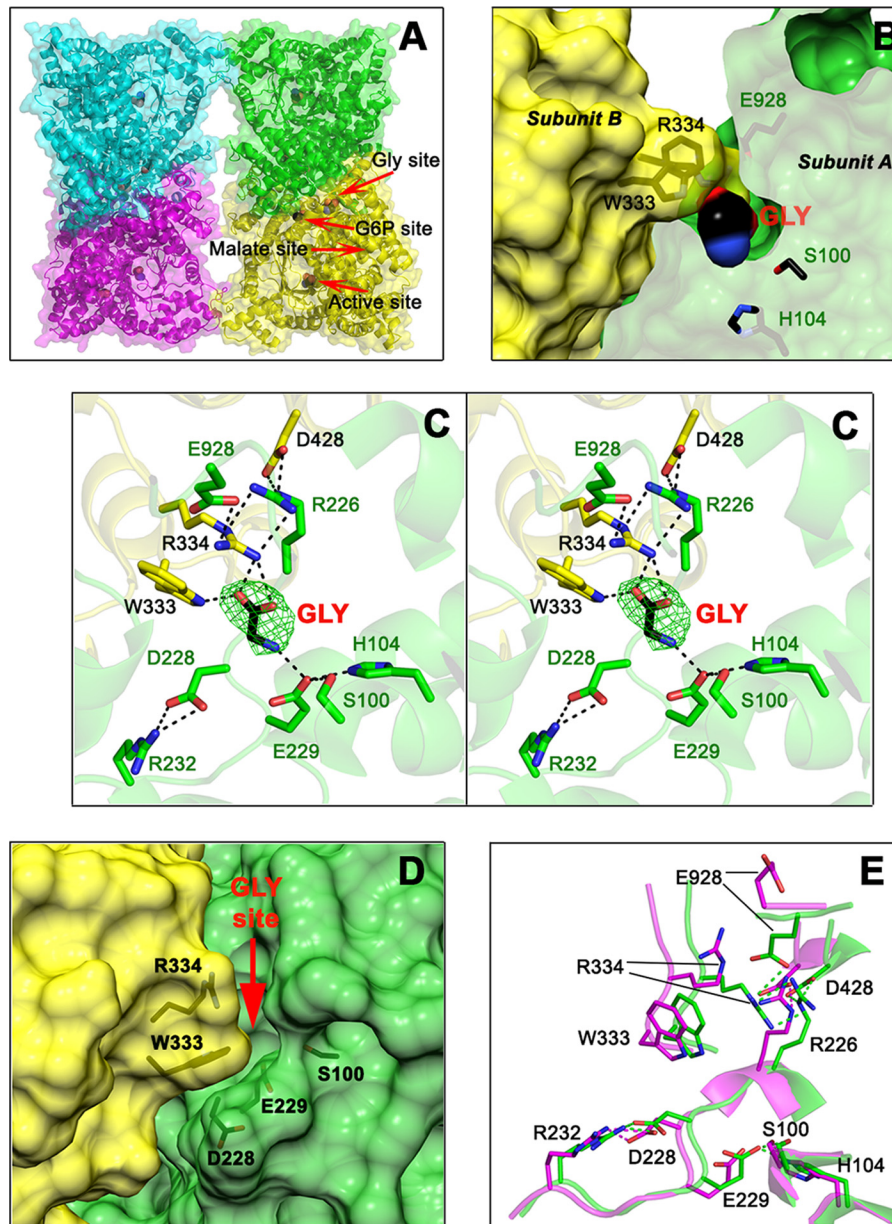 A
Gly site
G6P site
Malate site
Active site
B
E928
Subunit B
R334
Subunit A
W333
GLY
S100
H104
C
D428
E928
R226
R334
W333
GLY
H104
D228
S100
E229
R232
C
D428
E928
R226
R334
W333
GLY
H104
D228
S100
E229
R232
D
GLY
site
R334
W333
S100
E229
D228
E
E928
R334
D428
W333
R226
S100
R232
D228
H104
E229